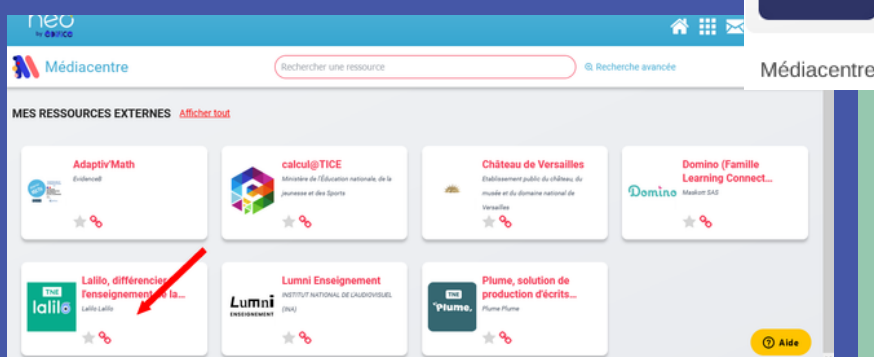 neo
by edifice
Médiacentre
Rechercher une ressource
Recherche avancée
Médiacentre
MES RESSOURCES EXTERNES Afficher tout
Adaptiv'Math
EvidenceB
calcul@TICE
Ministère de l'Éducation nationale, de la
jeunesse et des Sports
Château de Versailles
Etablissement public du château, du
musée et du domaine national de
Versailles
Domino
Domino (Famille
Learning Connect...
Maskott SAS
TNE
lalilo
Lalilo, différencier
l'enseignement de la...
Lalilo Lalilo
Lumni
ENSEIGNEMENT
Lumni Enseignement
INSTITUT NATIONAL DE L'AUDIOVISUEL
(INA)
TNE
Plume.
Plume, solution de
production d'écrits...
Plume Plume
Aide